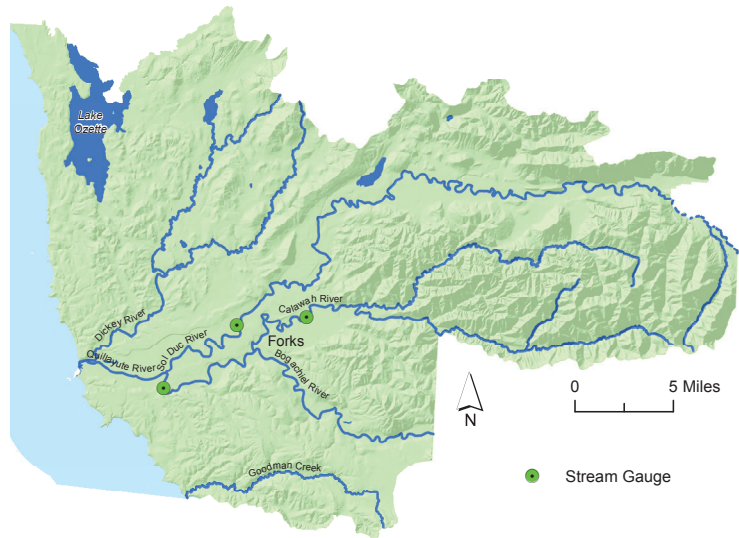 Lake
Ozette
Dickey River
Quillayute River
Sol Duc River
Calawah River
Forks
Bogachiel River
Goodman Creek
N
0 5 Miles
Stream Gauge